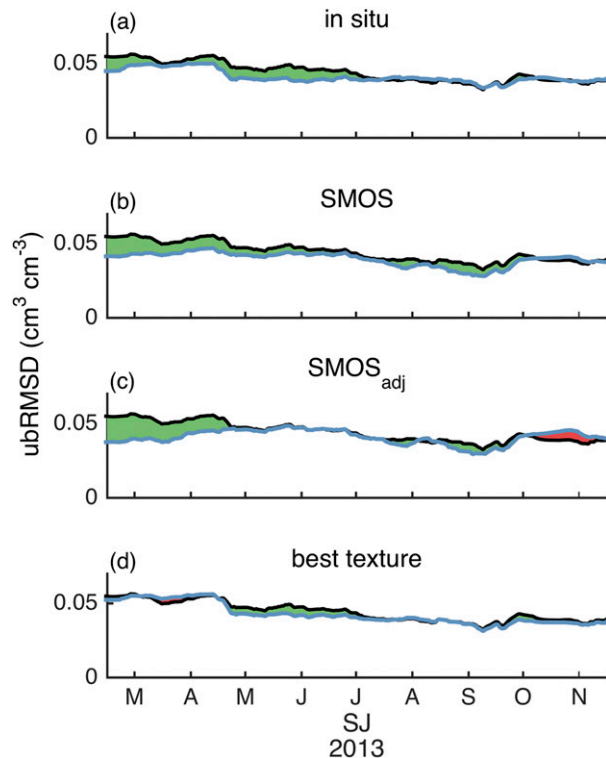 (a) in situ
0.05
0
(b) SMOS
0.05
0
(c) SMOS_adj
0.05
0
(d) best texture
0.05
0
ubRMSD (cm³ cm⁻³)
M A M J J A S O N
SJ
2013